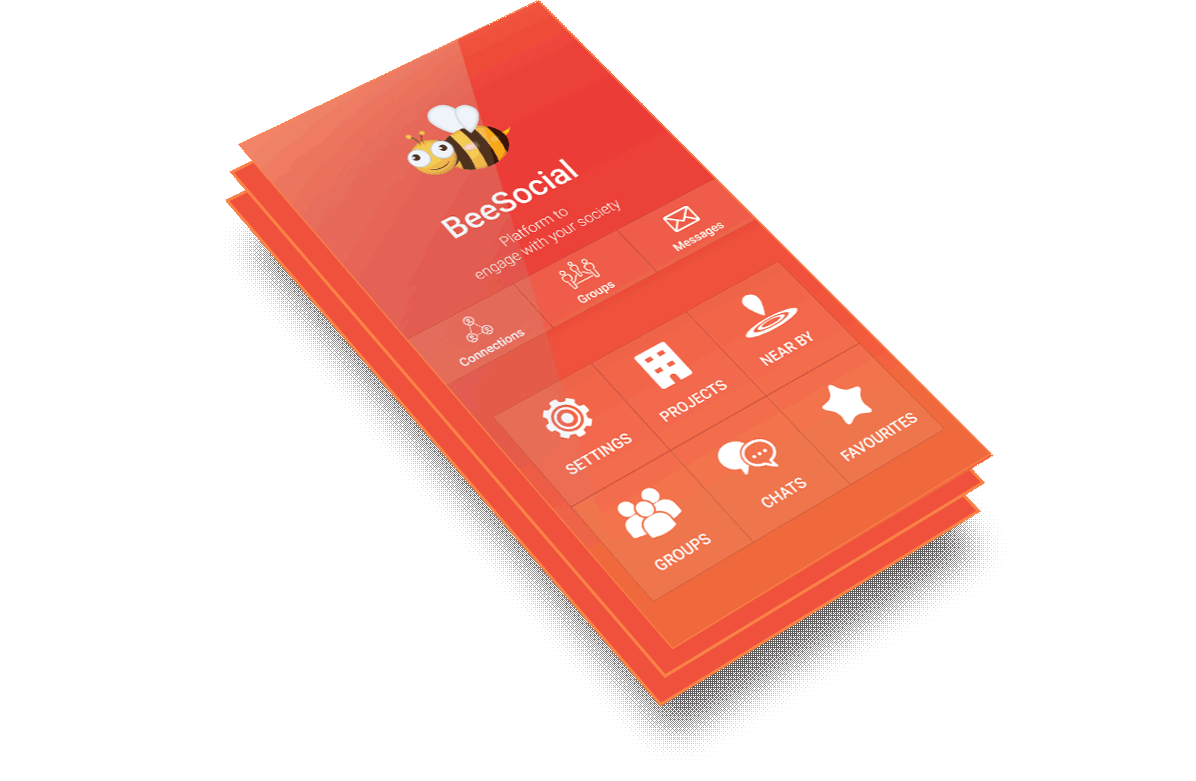 BeeSocial
Platform to
engage with your society
Connections
Groups
Messages
SETTINGS
PROJECTS
NEAR BY
GROUPS
CHATS
FAVOURITES